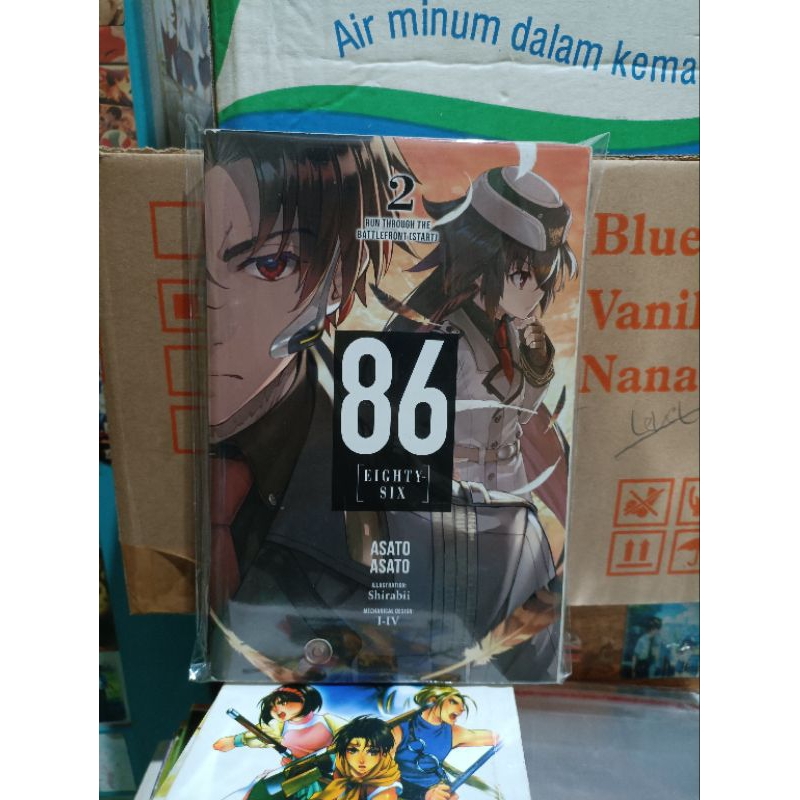 Air minum dalam kema
2
RUN THROUGH THE
BATTLEFRONT [START]
86
[EIGHTY-
SIX]
ASATO
ASATO
ILLUSTRATION:
Shirabii
MECHANICAL DESIGN:
I-IV
Blue
Vanil
Nana